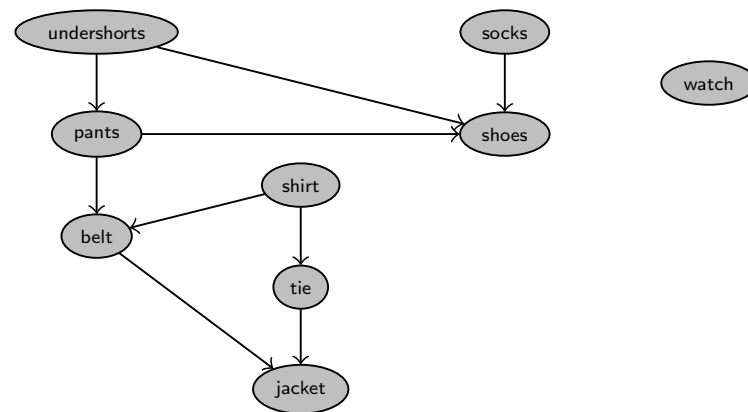 undershorts
socks
watch
pants
shoes
shirt
belt
tie
jacket